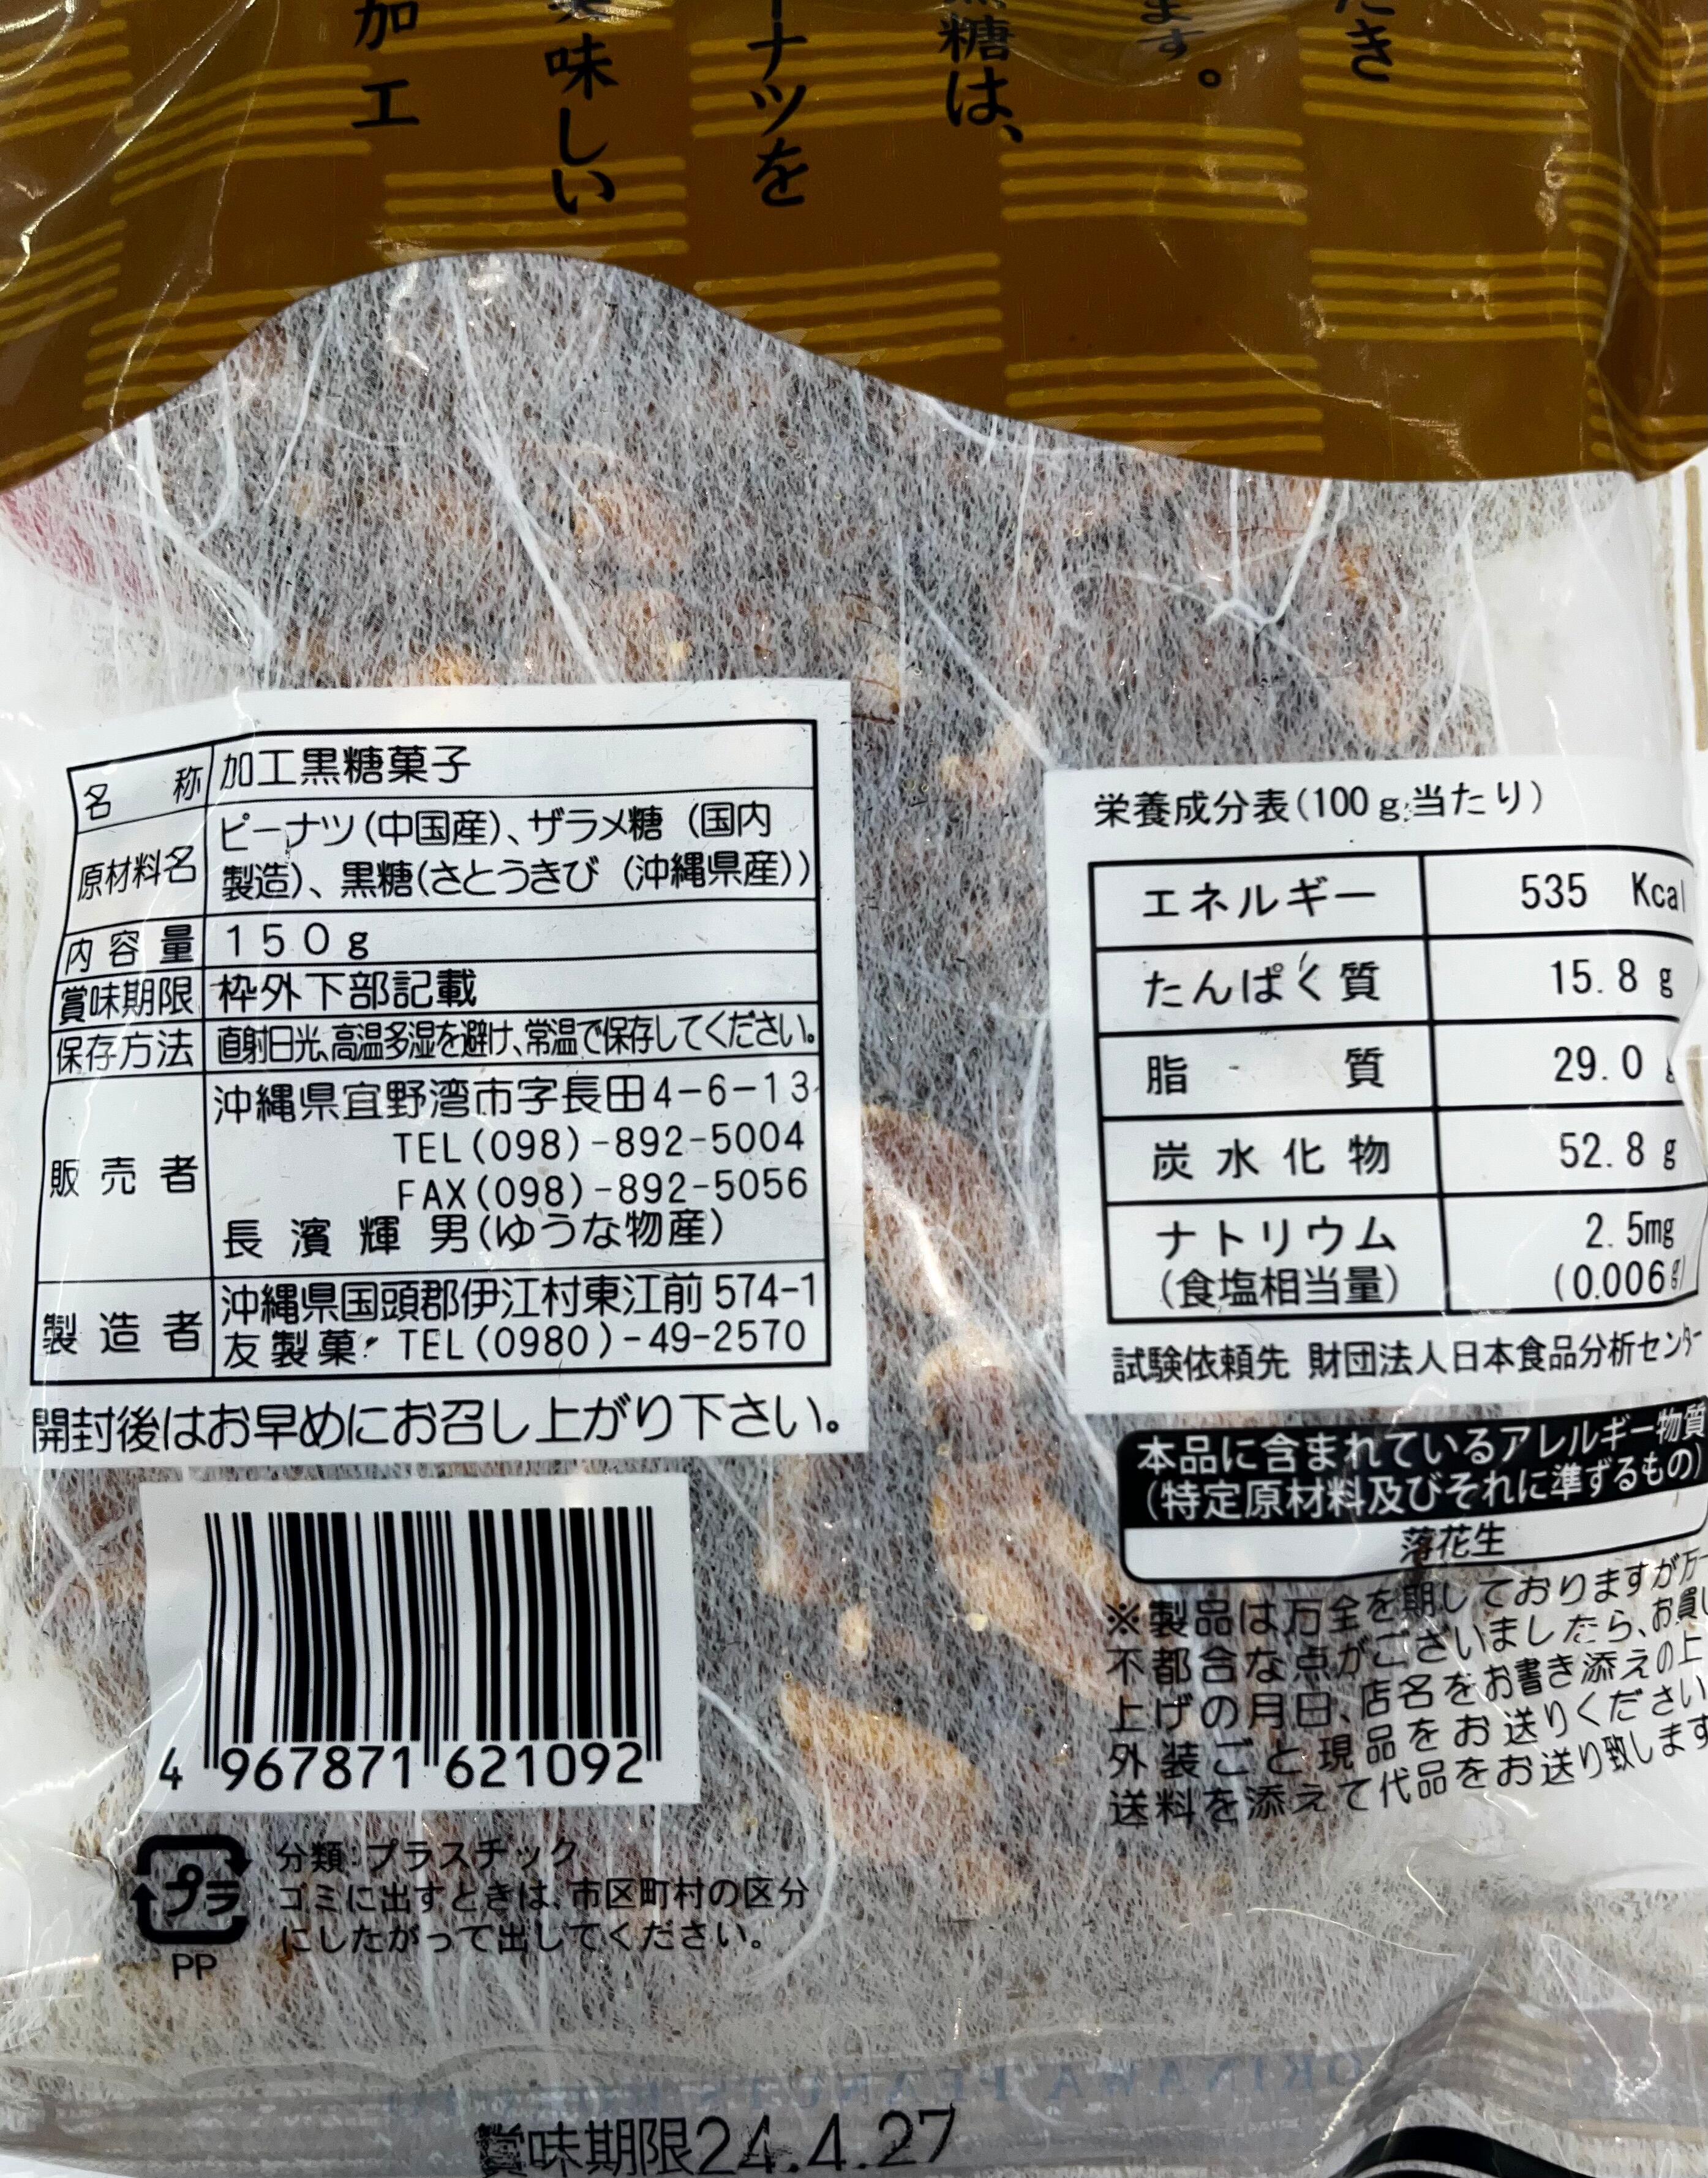 たき
ます。
糖は、
ーナツを
美味しい
加工
名 称 加工黒糖菓子
原材料名 ピーナツ(中国産)、ザラメ糖(国内
製造)、黒糖(さとうきび(沖縄県産))
内容量 150g
賞味期限 枠外下部記載
保存方法 直射日光、高温多湿を避け、常温で保存してください。
販売者 沖縄県宜野湾市字長田4-6-13
TEL(098)-892-5004
FAX(098)-892-5056
長濱輝男(ゆうな物産)
製造者 沖縄県国頭郡伊江村東江前574-1
友製菓 TEL(0980)-49-2570
開封後はお早めにお召し上がり下さい。
4 967871 621092
プラ
PP
分類:プラスチック
ゴミに出すときは、市区町村の区分
にしたがって出してください。
栄養成分表(100g当たり)
エネルギー 535 Kcal
たんぱく質 15.8 g
脂質 29.0 g
炭水化物 52.8 g
ナトリウム 2.5mg
(食塩相当量) (0.006g)
試験依頼先 財団法人日本食品分析センター
本品に含まれているアレルギー物質
(特定原材料及びそれに準ずるもの)
落花生
※製品は万全を期しておりますが万一
不都合な点がございましたら、お買い
上げの月日、店名をお書き添えの上
外装ごと現品をお送りください
送料を添えて代品をお送り致します
賞味期限24.4.27